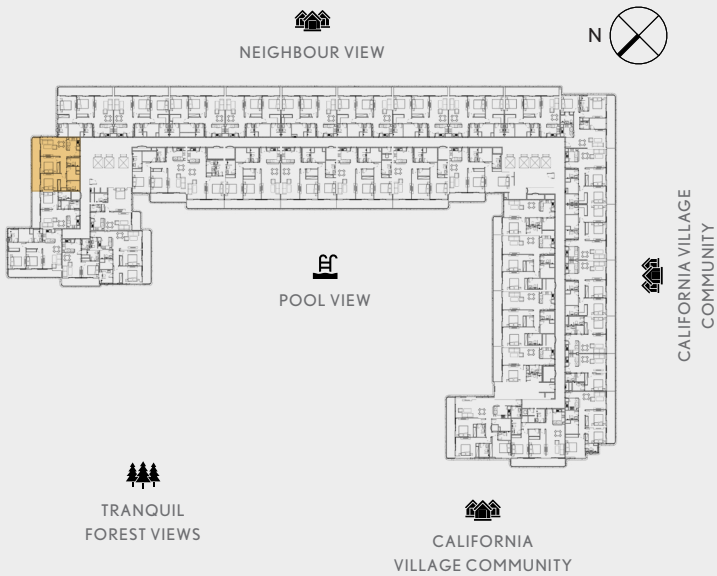 NEIGHBOUR VIEW
N
POOL VIEW
CALIFORNIA VILLAGE
COMMUNITY
TRANQUIL
FOREST VIEWS
CALIFORNIA
VILLAGE COMMUNITY